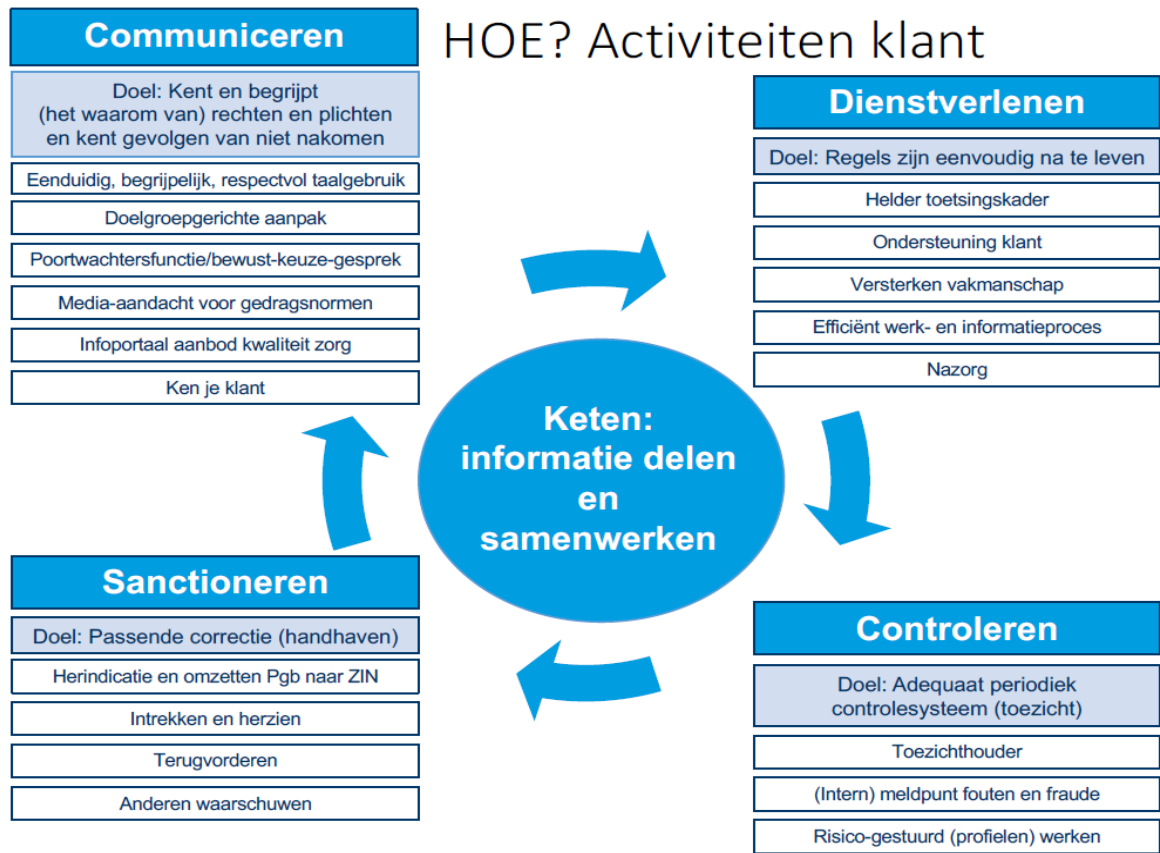 HOE? Activiteiten klant
Communiceren
Doel: Kent en begrijpt
(het waarom van) rechten en plichten
en kent gevolgen van niet nakomen
Eenduidig, begrijpelijk, respectvol taalgebruik
Doelgroepgerichte aanpak
Poortwachtersfunctie/bewust-keuze-gesprek
Media-aandacht voor gedragsnormen
Infoportaal aanbod kwaliteit zorg
Ken je klant
Dienstverlenen
Doel: Regels zijn eenvoudig na te leven
Helder toetsingskader
Ondersteuning klant
Versterken vakmanschap
Efficiënt werk- en informatieproces
Nazorg
Keten:
informatie delen
en
samenwerken
Sanctioneren
Doel: Passende correctie (handhaven)
Herindicatie en omzetten Pgb naar ZIN
Intrekken en herzien
Terugvorderen
Anderen waarschuwen
Controleren
Doel: Adequaat periodiek
controlesysteem (toezicht)
Toezichthouder
(Intern) meldpunt fouten en fraude
Risico-gestuurd (profielen) werken